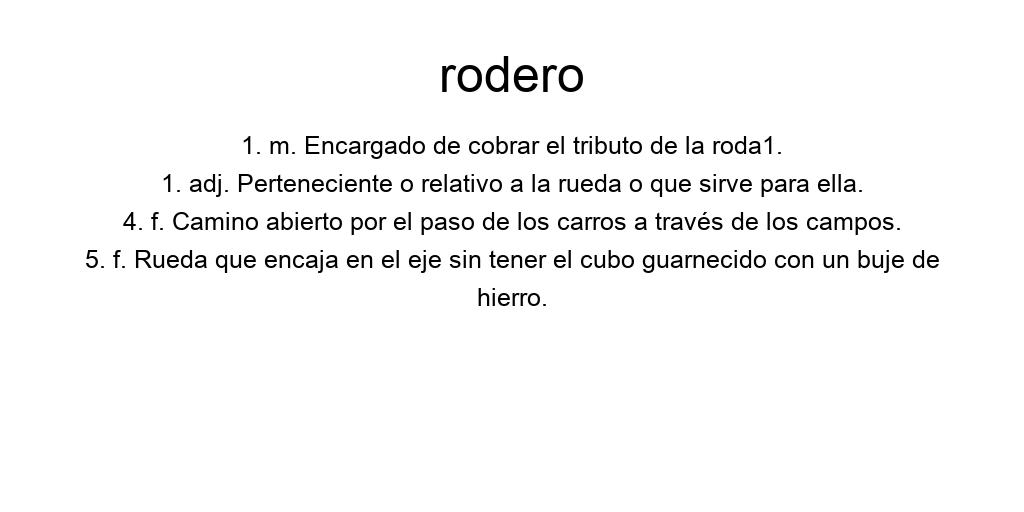 rodero
1. m. Encargado de cobrar el tributo de la roda1.
1. adj. Perteneciente o relativo a la rueda o que sirve para ella.
4. f. Camino abierto por el paso de los carros a través de los campos.
5. f. Rueda que encaja en el eje sin tener el cubo guarnecido con un buje de
hierro.